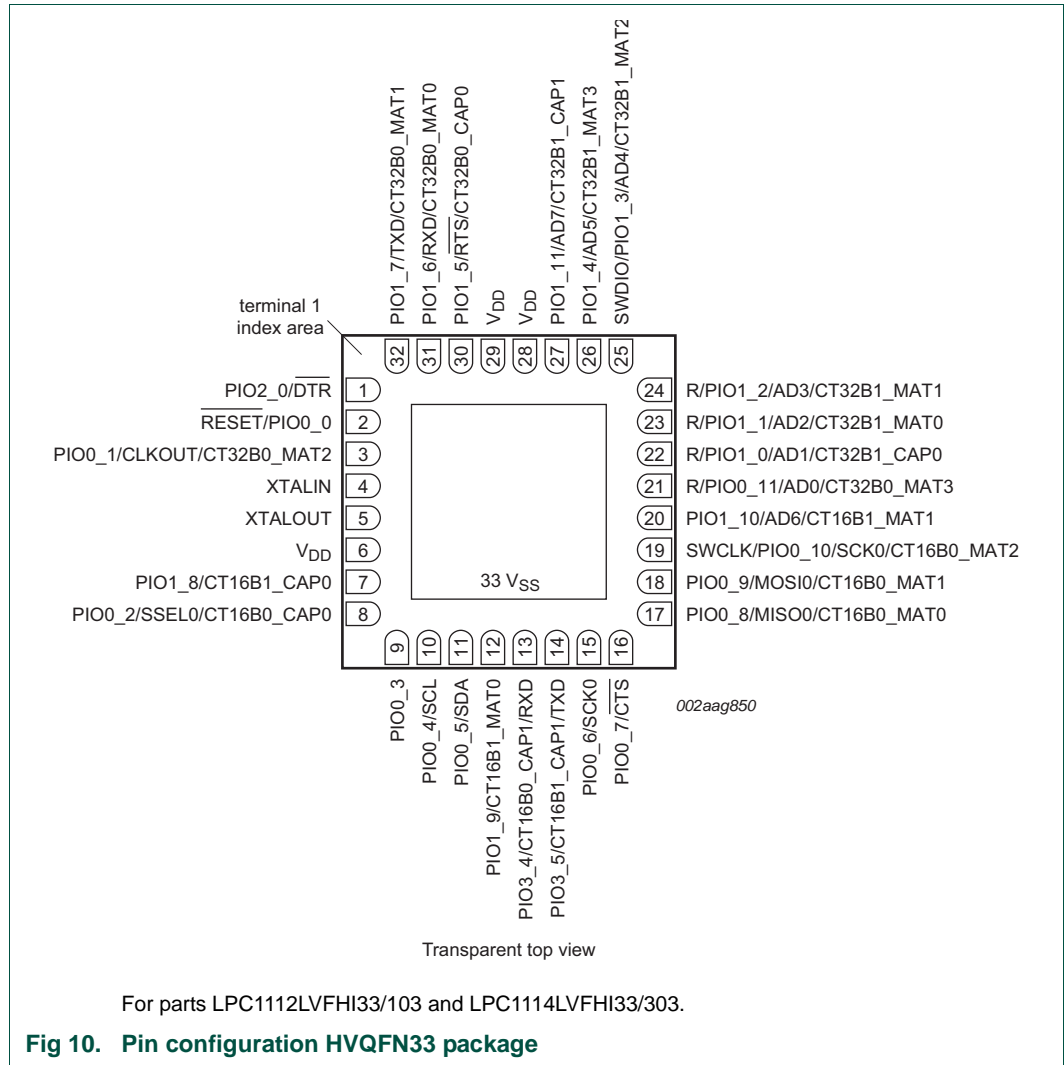 PIO1_7/TXD/CT32B0_MAT1
PIO1_6/RXD/CT32B0_MAT0
PIO1_5/RTS/CT32B0_CAP0
VDD
VDD
PIO1_11/AD7/CT32B1_CAP1
PIO1_4/AD5/CT32B1_MAT3
SWDIO/PIO1_3/AD4/CT32B1_MAT2
terminal 1
index area
32 31 30 29 28 27 26 25
PIO2_0/DTR 1
RESET/PIO0_0 2
PIO0_1/CLKOUT/CT32B0_MAT2 3
XTALIN 4
XTALOUT 5
VDD 6
PIO1_8/CT16B1_CAP0 7
PIO0_2/SSEL0/CT16B0_CAP0 8
24 R/PIO1_2/AD3/CT32B1_MAT1
23 R/PIO1_1/AD2/CT32B1_MAT0
22 R/PIO1_0/AD1/CT32B1_CAP0
21 R/PIO0_11/AD0/CT32B0_MAT3
20 PIO1_10/AD6/CT16B1_MAT1
19 SWCLK/PIO0_10/SCK0/CT16B0_MAT2
18 PIO0_9/MOSI0/CT16B0_MAT1
17 PIO0_8/MISO0/CT16B0_MAT0
33 VSS
9 10 11 12 13 14 15 16
PIO0_3
PIO0_4/SCL
PIO0_5/SDA
PIO1_9/CT16B1_MAT0
PIO3_4/CT16B0_CAP1/RXD
PIO3_5/CT16B1_CAP1/TXD
PIO0_6/SCK0
PIO0_7/CTS
002aag850
Transparent top view
For parts LPC1112LVFHI33/103 and LPC1114LVFHI33/303.
Fig 10. Pin configuration HVQFN33 package